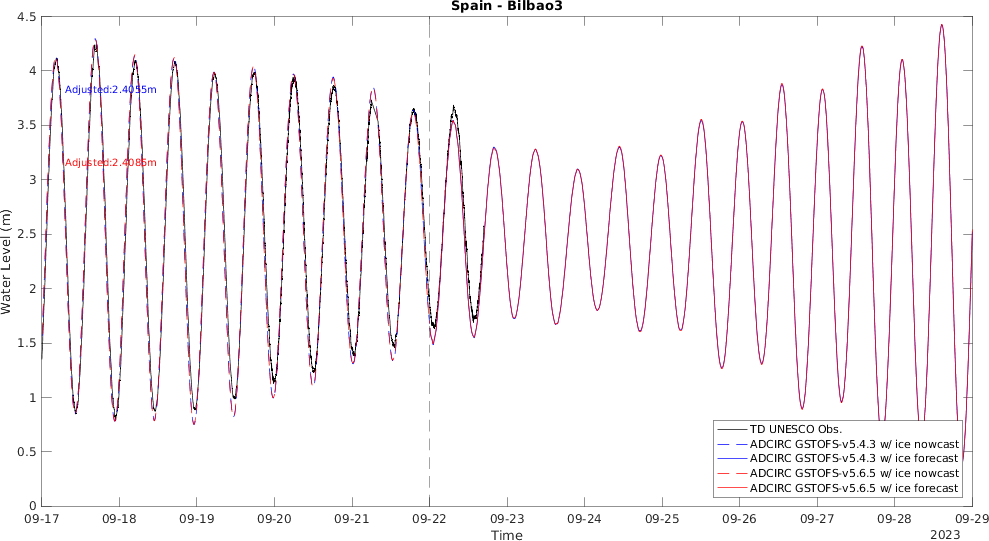 Spain - Bilbao3
4.5
4
3.5
3
2.5
2
1.5
1
0.5
0
Water Level (m)
Adjusted:2.4055m
Adjusted:2.4086m
TD UNESCO Obs.
ADCIRC GSTOFS-v5.4.3 w/ ice nowcast
ADCIRC GSTOFS-v5.4.3 w/ ice forecast
ADCIRC GSTOFS-v5.6.5 w/ ice nowcast
ADCIRC GSTOFS-v5.6.5 w/ ice forecast
09-17 09-18 09-19 09-20 09-21 09-22 09-23 09-24 09-25 09-26 09-27 09-28 09-29
Time
2023